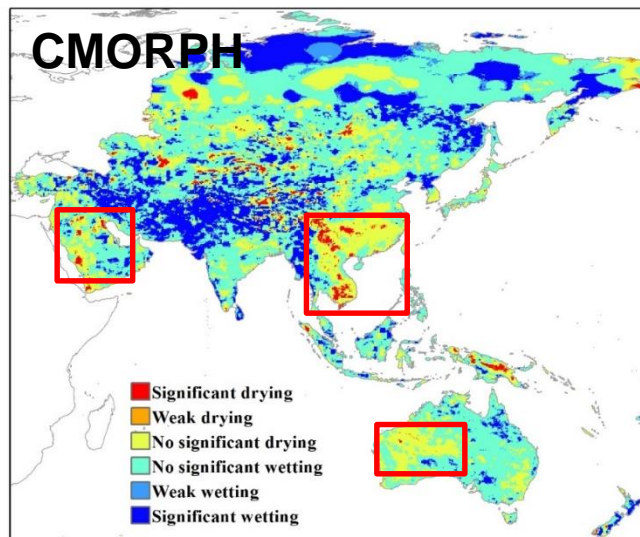 CMORPH
Significant drying
Weak drying
No significant drying
No significant wetting
Weak wetting
Significant wetting